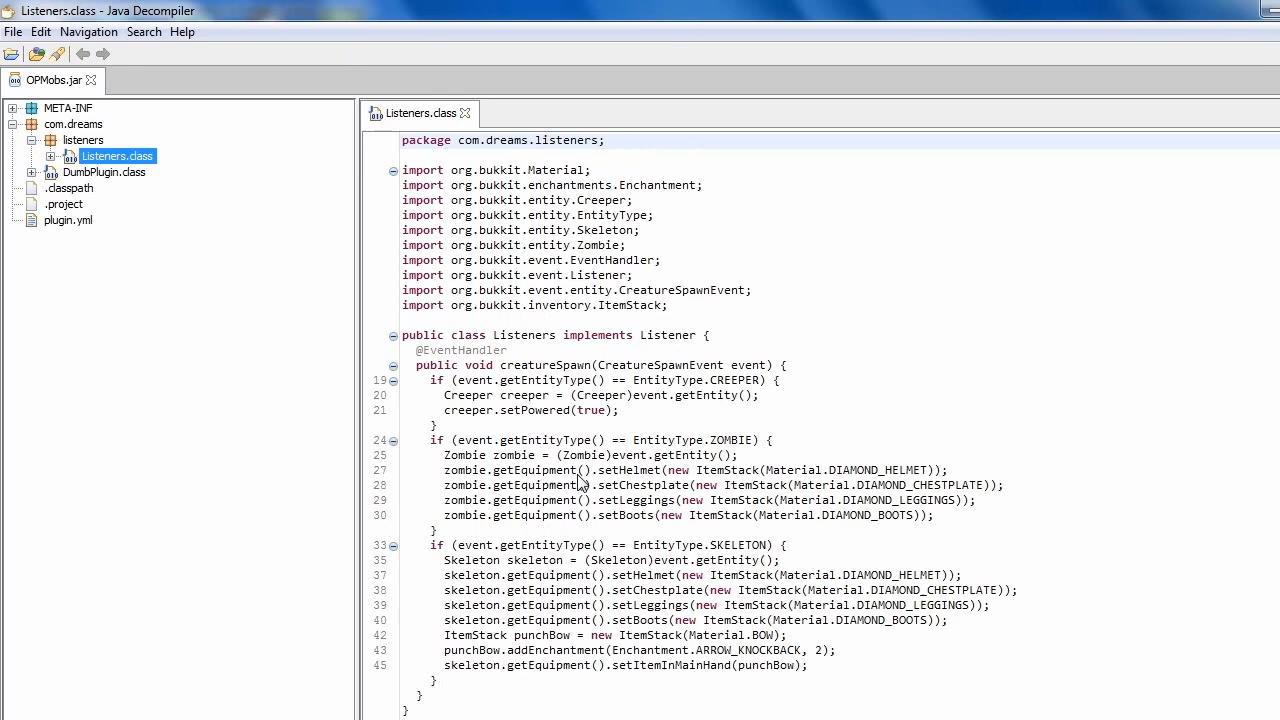 Listeners.class - Java Decompiler
File Edit Navigation Search Help
OPMobs.jar
META-INF
com.dreams
listeners
Listeners.class
DumbPlugin.class
.classpath
.project
plugin.yml
Listeners.class
package com.dreams.listeners;
import org.bukkit.Material;
import org.bukkit.enchantments.Enchantment;
import org.bukkit.entity.Creeper;
import org.bukkit.entity.EntityType;
import org.bukkit.entity.Skeleton;
import org.bukkit.entity.Zombie;
import org.bukkit.event.EventHandler;
import org.bukkit.event.Listener;
import org.bukkit.event.entity.CreatureSpawnEvent;
import org.bukkit.inventory.ItemStack;
public class Listeners implements Listener {
@EventHandler
public void creatureSpawn(CreatureSpawnEvent event) {
19 if (event.getEntityType() == EntityType.CREEPER) {
20 Creeper creeper = (Creeper)event.getEntity();
21 creeper.setPowered(true);
}
24 if (event.getEntityType() == EntityType.ZOMBIE) {
25 Zombie zombie = (Zombie)event.getEntity();
27 zombie.getEquipment().setHelmet(new ItemStack(Material.DIAMOND_HELMET));
28 zombie.getEquipment().setChestplate(new ItemStack(Material.DIAMOND_CHESTPLATE));
29 zombie.getEquipment().setLeggings(new ItemStack(Material.DIAMOND_LEGGINGS));
30 zombie.getEquipment().setBoots(new ItemStack(Material.DIAMOND_BOOTS));
}
33 if (event.getEntityType() == EntityType.SKELETON) {
35 Skeleton skeleton = (Skeleton)event.getEntity();
37 skeleton.getEquipment().setHelmet(new ItemStack(Material.DIAMOND_HELMET));
38 skeleton.getEquipment().setChestplate(new ItemStack(Material.DIAMOND_CHESTPLATE));
39 skeleton.getEquipment().setLeggings(new ItemStack(Material.DIAMOND_LEGGINGS));
40 skeleton.getEquipment().setBoots(new ItemStack(Material.DIAMOND_BOOTS));
42 ItemStack punchBow = new ItemStack(Material.BOW);
43 punchBow.addEnchantment(Enchantment.ARROW_KNOCKBACK, 2);
45 skeleton.getEquipment().setItemInMainHand(punchBow);
}
}
}